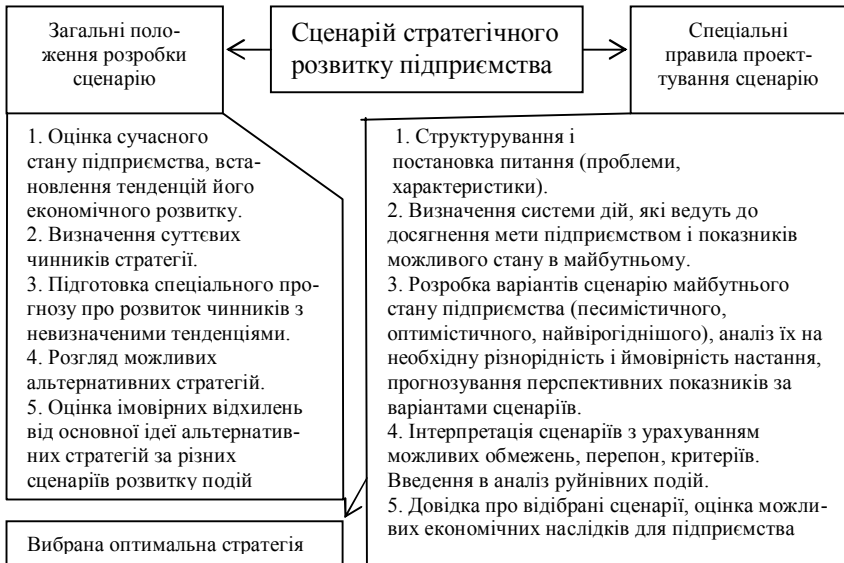 Загальні поло-
ження розробки
сценарію
Сценарій стратегічного
розвитку підприємства
Спеціальні
правила проект-
тування сценарію
1. Оцінка сучасного
стану підприємства, вста-
новлення тенденцій його
економічного розвитку.
2. Визначення суттєвих
чинників стратегії.
3. Підготовка спеціального про-
гнозу про розвиток чинників з
невизначеними тенденціями.
4. Розгляд можливих
альтернативних стратегій.
5. Оцінка імовірних відхилень
від основної ідеї альтернатив-
них стратегій за різних
сценаріїв розвитку подій
1. Структурування і
постановка питання (проблеми,
характеристики).
2. Визначення системи дій, які ведуть до
досягнення мети підприємством і показників
можливого стану в майбутньому.
3. Розробка варіантів сценарію майбутнього
стану підприємства (песимістичного,
оптимістичного, найвірогіднішого), аналіз їх на
необхідну різнорідність і ймовірність настання,
прогнозування перспективних показників за
варіантами сценаріїв.
4. Інтерпретація сценаріїв з урахуванням
можливих обмежень, перепон, критеріїв.
Введення в аналіз руйнівних подій.
5. Довідка про відібрані сценарії, оцінка можли-
вих економічних наслідків для підприємства
Вибрана оптимальна стратегія